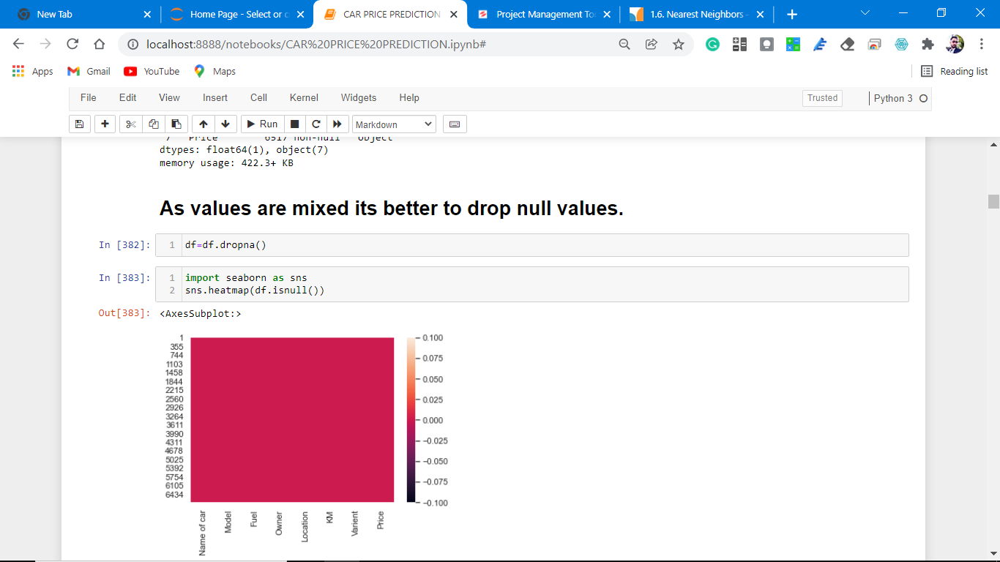 New Tab
Home Page - Select or c
CAR PRICE PREDICTION
Project Management To
1.6. Nearest Neighbors
localhost:8888/notebooks/CAR%20PRICE%20PREDICTION.ipynb#
Apps
Gmail
YouTube
Maps
Reading list
File Edit View Insert Cell Kernel Widgets Help
Trusted
Python 3
Run
Markdown
7 Price 6517 non-null object
dtypes: float64(1), object(7)
memory usage: 422.3+ KB
As values are mixed its better to drop null values.
In [382]:
1 df=df.dropna()
In [383]:
1 import seaborn as sns
2 sns.heatmap(df.isnull())
Out[383]: <AxesSubplot:>
1
355
744
1103
1458
1844
2215
2560
2926
3264
3611
3990
4311
4678
5025
5392
5754
6105
6434
Name of car
Model
Fuel
Owner
Location
KM
Varient
Price
0.100
0.075
0.050
0.025
0.000
−0.025
−0.050
−0.075
−0.100